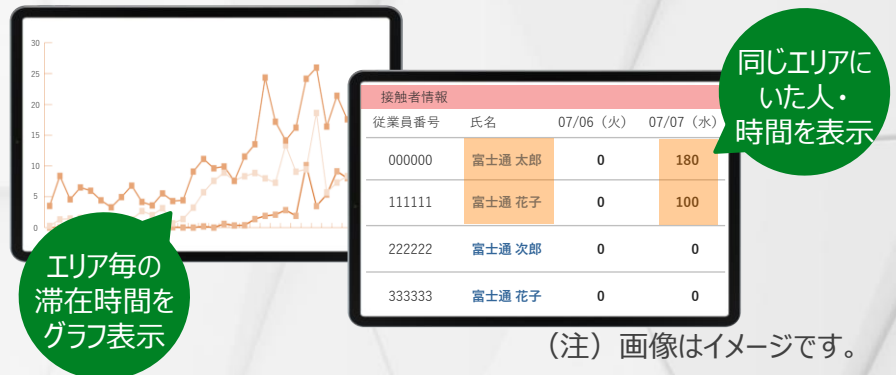 30
25
20
15
10
5
0
エリア毎の
滞在時間を
グラフ表示
接触者情報
従業員番号 氏名 07/06（火） 07/07（水）
000000 富士通 太郎 0 180
111111 富士通 花子 0 100
222222 富士通 次郎 0 0
333333 富士通 花子 0 0
同じエリアに
いた人・
時間を表示
（注）画像はイメージです。